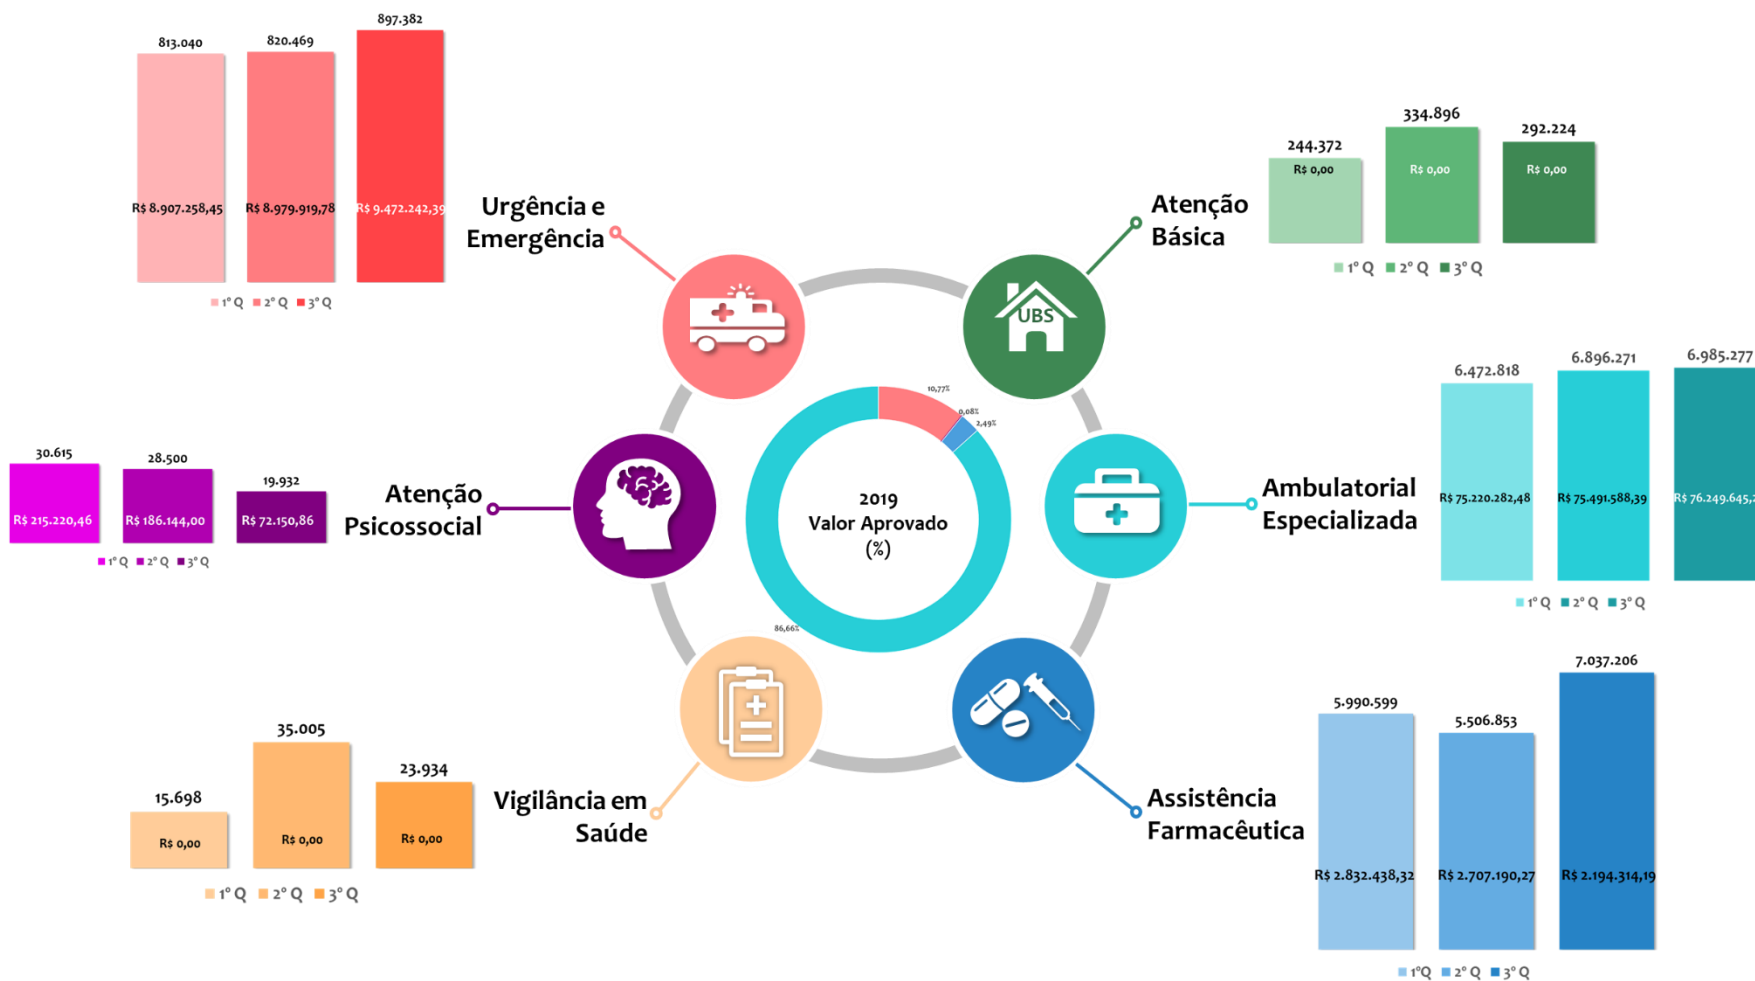 897.382
813.040
820.469
R$ 8.907.258,45
R$ 8.979.919,78
R$ 9.472.242,39
1° Q 2° Q 3° Q
Urgência e
Emergência
334.896
292.224
244.372
R$ 0,00
R$ 0,00
R$ 0,00
1° Q 2° Q 3° Q
Atenção
Básica
UBS
6.472.818
6.896.271
6.985.277
R$ 75.220.282,48
R$ 75.491.588,39
R$ 76.249.645,2
1° Q 2° Q 3° Q
Ambulatorial
Especializada
10,77%
0,08%
2,49%
86,66%
2019
Valor Aprovado
(%)
30.615
28.500
19.932
R$ 215.220,46
R$ 186.144,00
R$ 72.150,86
1° Q 2° Q 3° Q
Atenção
Psicossocial
15.698
35.005
23.934
R$ 0,00
R$ 0,00
R$ 0,00
1° Q 2° Q 3° Q
Vigilância em
Saúde
5.990.599
5.506.853
7.037.206
R$ 2.832.438,32
R$ 2.707.190,27
R$ 2.194.314,19
1°Q 2° Q 3° Q
Assistência
Farmacêutica